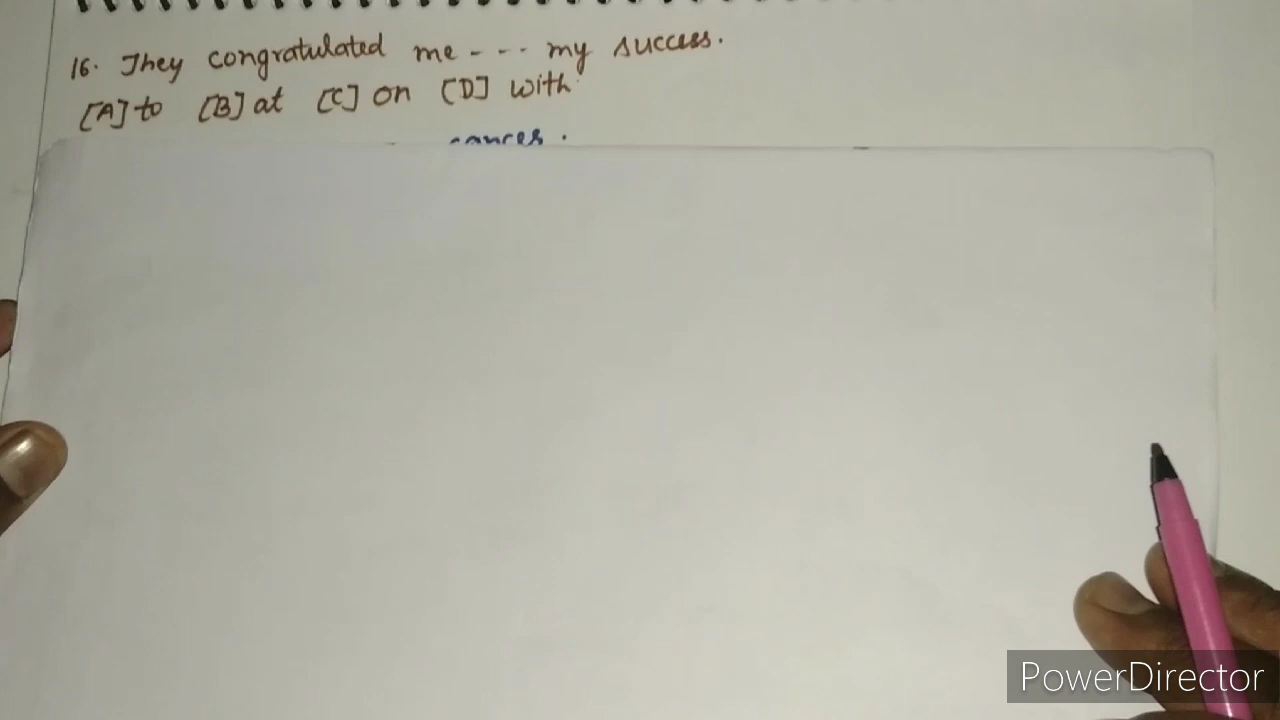 16. They congratulated me - - - my success.
[A] to [B] at [C] on [D] with
PowerDirector